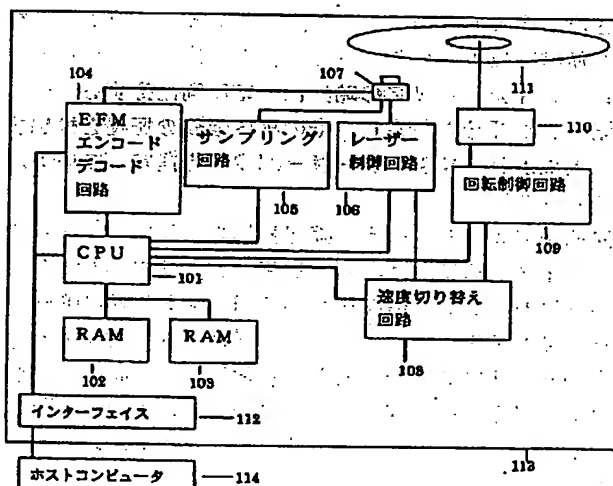 104
107
111
EFM
エンコード
デコード
回路
サンプリング
回路
レーザー
制御回路
110
105
106
回転制御回路
109
CPU
101
速度切り替え
回路
108
RAM
RAM
102
103
インターフェイス
112
113
ホストコンピュータ
114